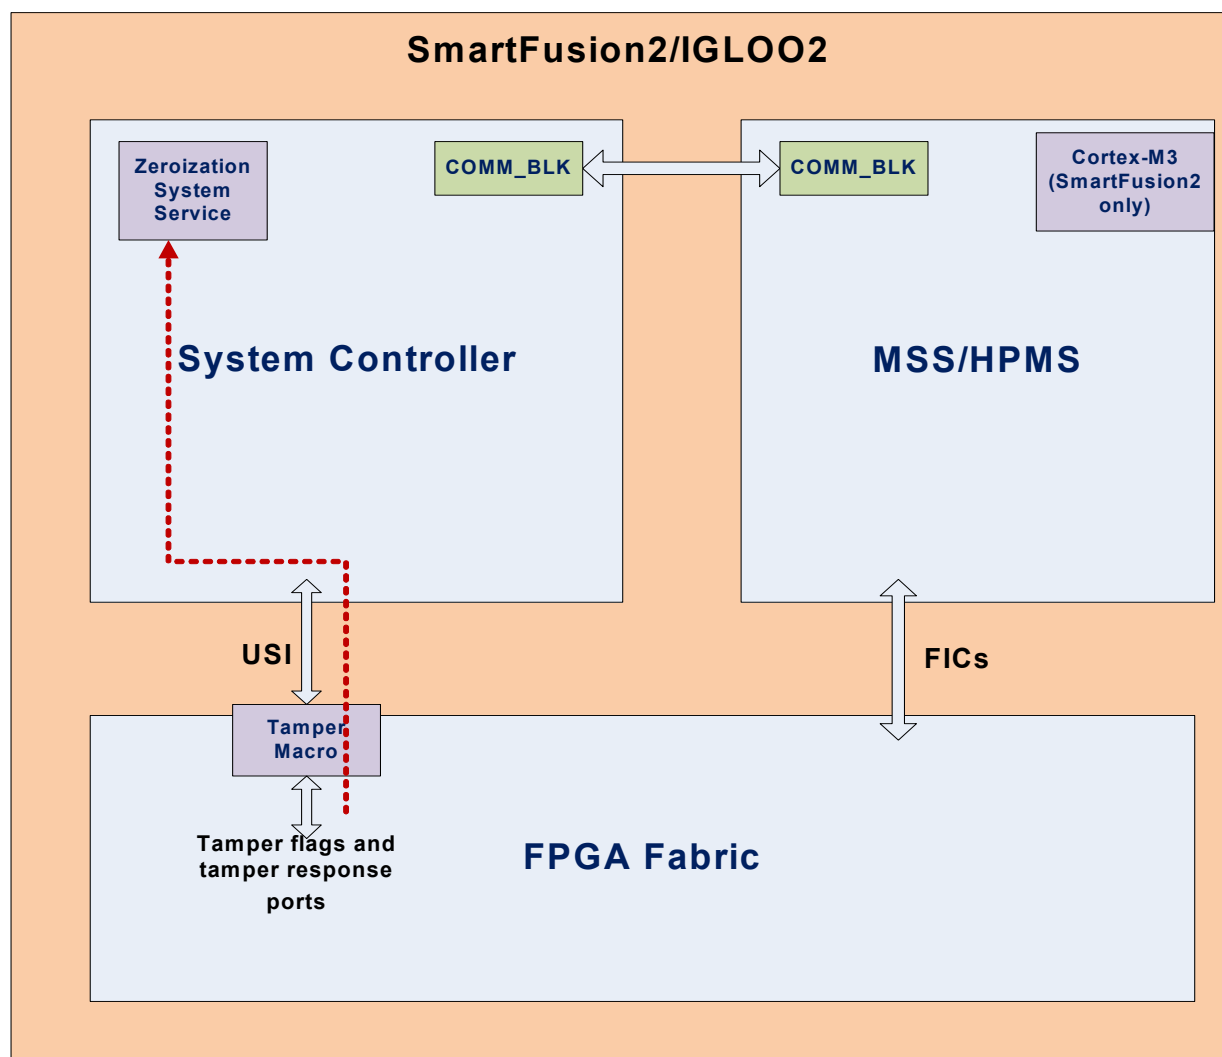 SmartFusion2/IGLOO2
Zeroization
System
Service
COMM_BLK
COMM_BLK
Cortex-M3
(SmartFusion2
only)
System Controller
MSS/HPMS
USI
FICs
Tamper
Macro
Tamper flags and
tamper response
ports
FPGA Fabric